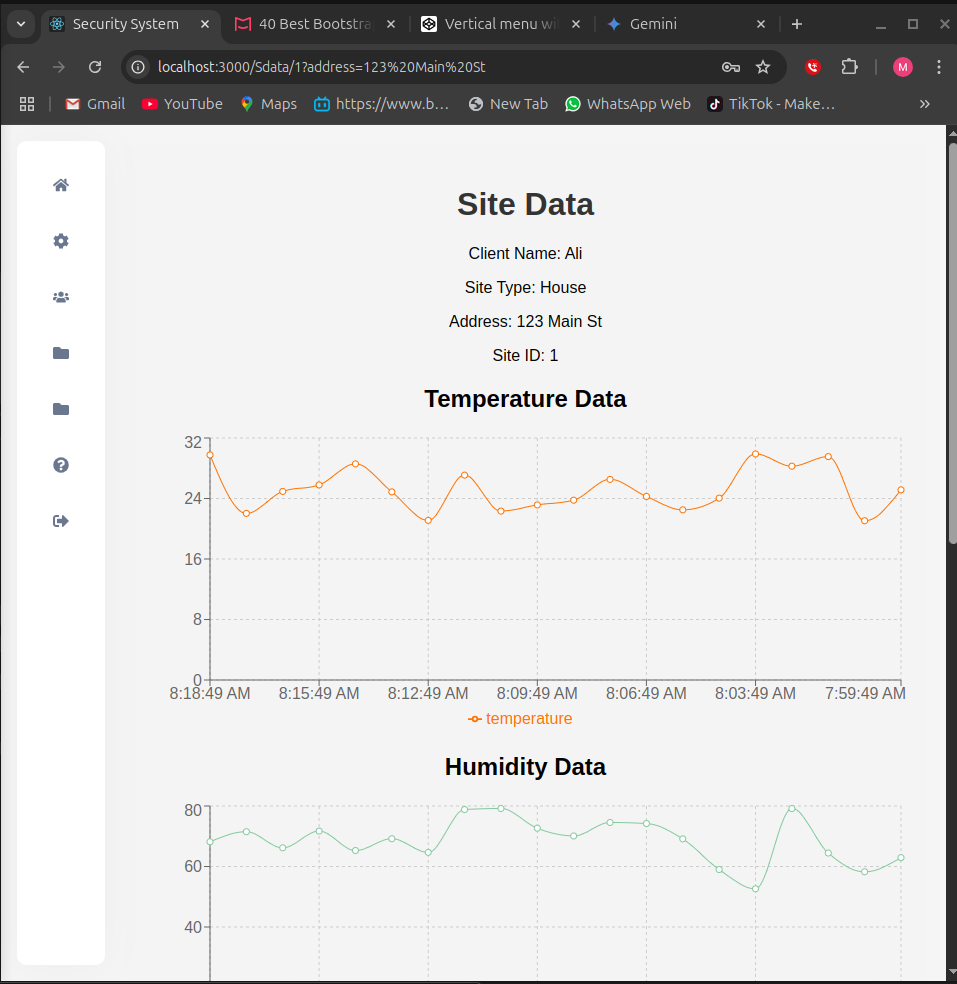 Security System
40 Best Bootstra
Vertical menu wi
Gemini
localhost:3000/Sdata/1?address=123%20Main%20St
M
Gmail
YouTube
Maps
https://www.b...
New Tab
WhatsApp Web
TikTok - Make...
Site Data
Client Name: Ali
Site Type: House
Address: 123 Main St
Site ID: 1
Temperature Data
32
24
16
8
0
8:18:49 AM 8:15:49 AM 8:12:49 AM 8:09:49 AM 8:06:49 AM 8:03:49 AM 7:59:49 AM
temperature
Humidity Data
80
60
40